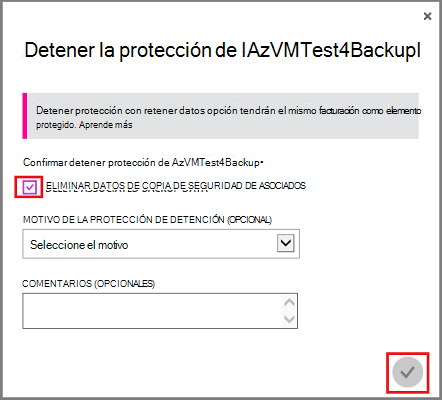 Detener la protección de IAzVMTest4BackupI
Detener protección con retener datos opción tendrán el mismo facturación como elemento
protegido. Aprende más
Confirmar detener protección de AzVMTest4Backup•
ELIMINAR DATOS DE COPIA DE SEGURIDAD DE ASOCIADOS
MOTIVO DE LA PROTECCIÓN DE DETENCIÓN (OPCIONAL)
Seleccione el motivo
COMENTARIOS (OPCIONALES)